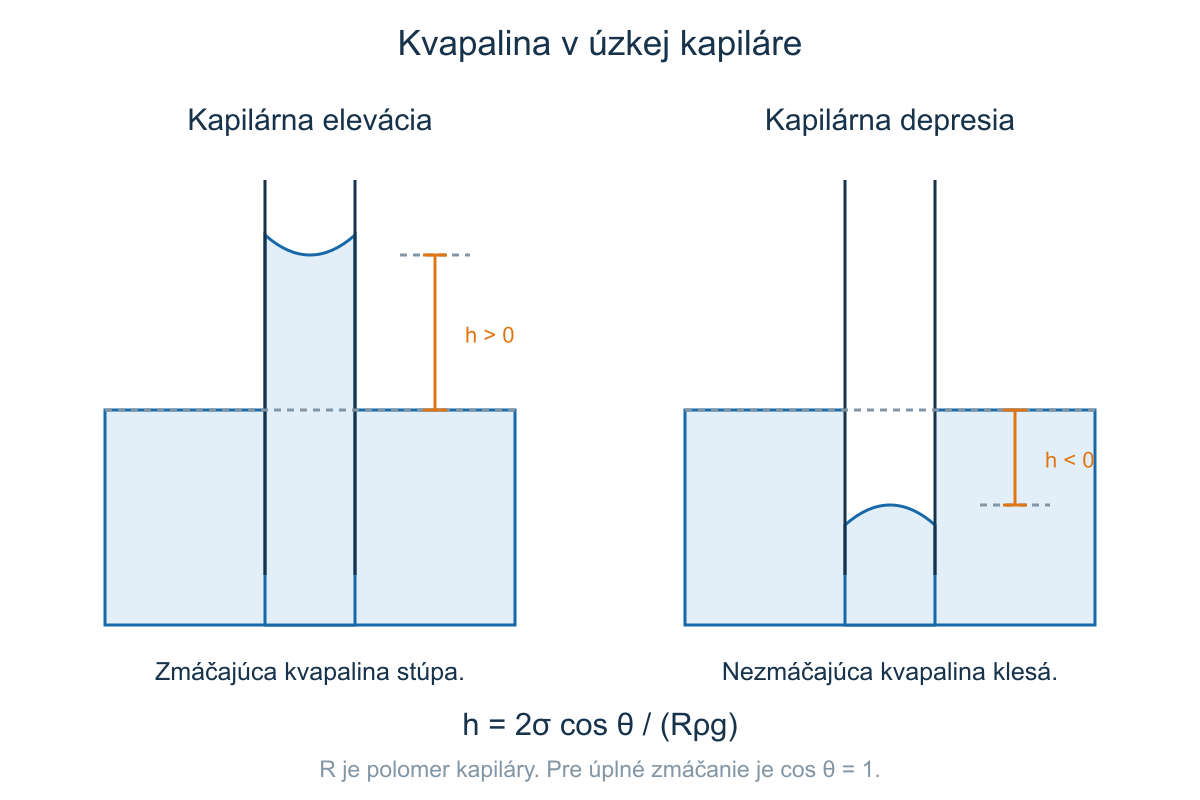 Kvapalina v úzkej kapiláre
Kapilárna elevácia
Kapilárna depresia
h > 0
h < 0
Zmáčajúca kvapalina stúpa.
Nezmáčajúca kvapalina klesá.
h = 2σ cos θ / (Rρg)
R je polomer kapiláry. Pre úplné zmáčanie je cos θ = 1.